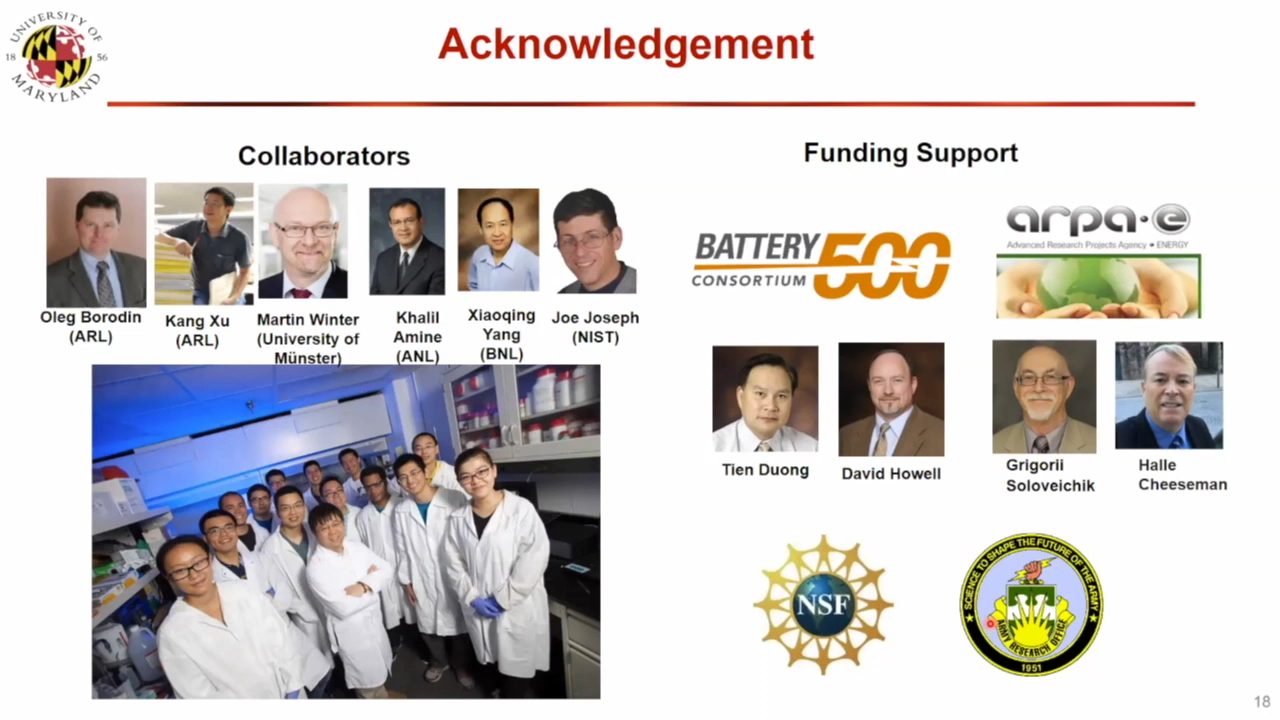 UNIVERSITY OF
18 56
MARYLAND
Acknowledgement
Collaborators
Funding Support
Oleg Borodin
(ARL)
Kang Xu
(ARL)
Martin Winter
(University of
Münster)
Khalil
Amine
(ANL)
Xiaoqing
Yang
(BNL)
Joe Joseph
(NIST)
BATTERY 500
CONSORTIUM
arpa·e
Advanced Research Projects Agency • ENERGY
Tien Duong
David Howell
Grigorii
Soloveichik
Halle
Cheeseman
NSF
SCIENCE TO SHAPE THE FUTURE OF THE ARMY
ARMY RESEARCH OFFICE
1951
18